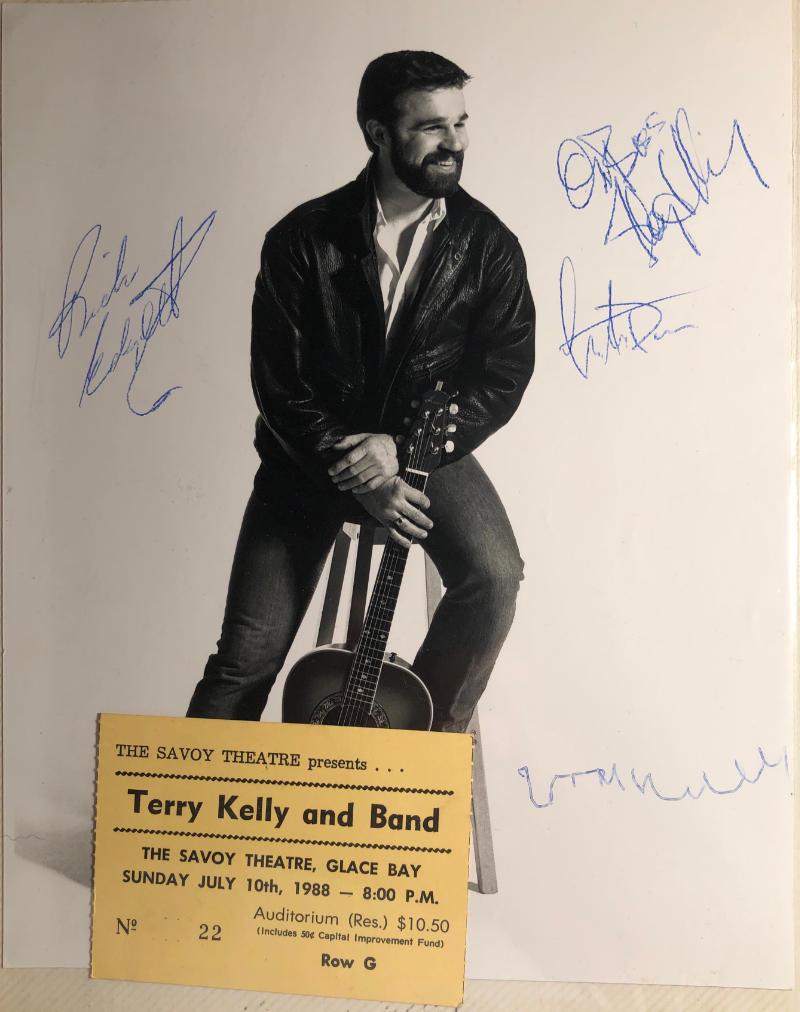 Rick
THE SAVOY THEATRE presents . . .
Terry Kelly and Band
THE SAVOY THEATRE, GLACE BAY
SUNDAY JULY 10th, 1988 — 8:00 P.M.
Auditorium (Res.) $10.50
(Includes 50¢ Capital Improvement Fund)
Nº 22
Row G